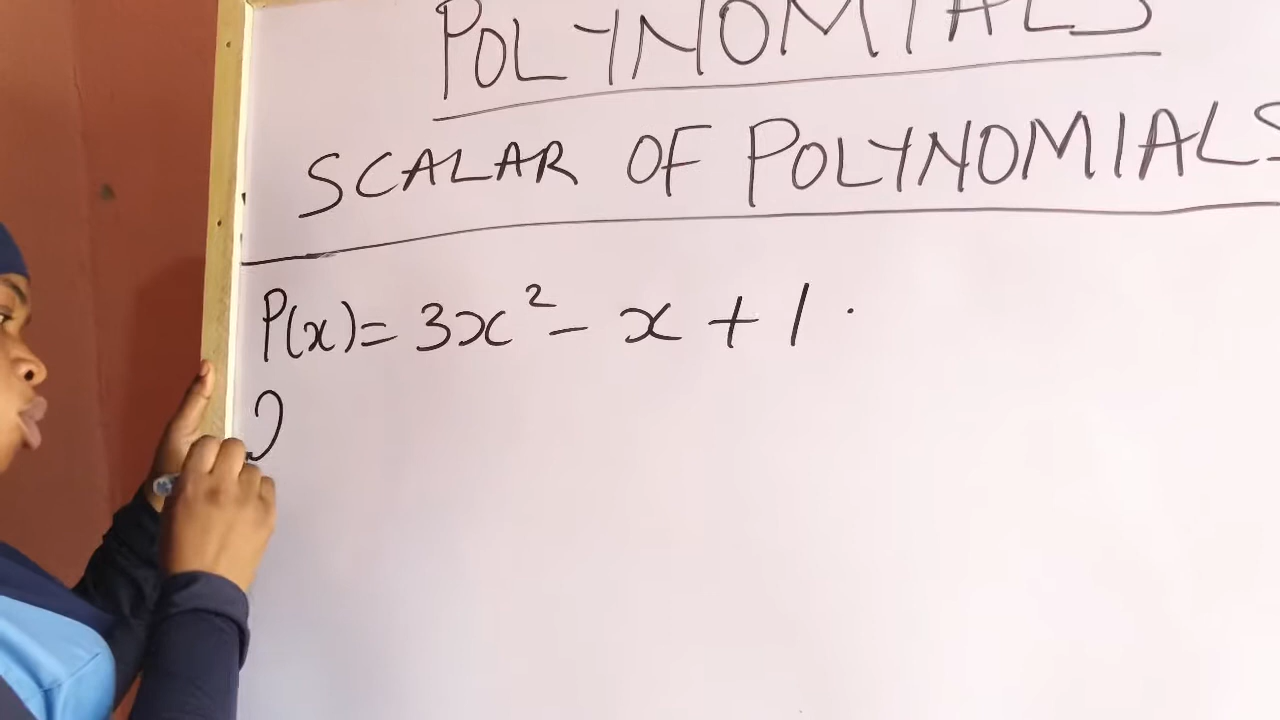 POLYNOMIALS
SCALAR OF POLYNOMIALS
P(x) = 3x² - x + 1 .